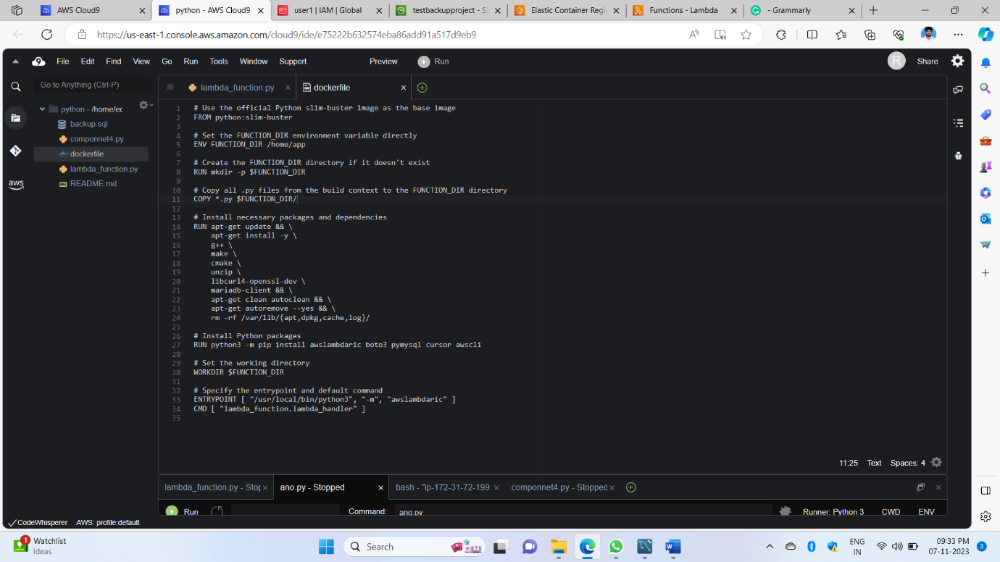 AWS Cloud9
python - AWS Cloud9
user1 | IAM | Global
testbackupproject - S
Elastic Container Regi
Functions - Lambda
- Grammarly
https://us-east-1.console.aws.amazon.com/cloud9/ide/e75222b632574eba86add91a517d9eb9
File Edit Find View Go Run Tools Window Support Preview Run R Share
Go to Anything (Ctrl-P)
lambda_function.py
dockerfile
python - /home/ec
backup.sql
componnet4.py
dockerfile
lambda_function.py
README.md
aws
1 # Use the official Python slim-buster image as the base image
2 FROM python:slim-buster
3
4 # Set the FUNCTION_DIR environment variable directly
5 ENV FUNCTION_DIR /home/app
6
7 # Create the FUNCTION_DIR directory if it doesn't exist
8 RUN mkdir -p $FUNCTION_DIR
9
10 # Copy all .py files from the build context to the FUNCTION_DIR directory
11 COPY *.py $FUNCTION_DIR/
12
13 # Install necessary packages and dependencies
14 RUN apt-get update && \
15 apt-get install -y \
16 g++ \
17 make \
18 cmake \
19 unzip \
20 libcurl4-openssl-dev \
21 mariadb-client && \
22 apt-get clean autoclean && \
23 apt-get autoremove --yes && \
24 rm -rf /var/lib/{apt,dpkg,cache,log}/
25
26 # Install Python packages
27 RUN python3 -m pip install awslambdaric boto3 pymysql cursor awscli
28
29 # Set the working directory
30 WORKDIR $FUNCTION_DIR
31
32 # Specify the entrypoint and default command
33 ENTRYPOINT [ "/usr/local/bin/python3", "-m", "awslambdaric" ]
34 CMD [ "lambda_function.lambda_handler" ]
35
11:25 Text Spaces: 4
lambda_function.py - Stop
ano.py - Stopped
bash - "ip-172-31-72-199.
componnet4.py - Stopped
Run Command: ano.py Runner: Python 3 CWD ENV
CodeWhisperer AWS: profile:default
1 Watchlist
Ideas
Search
ENG
IN
09:33 PM
07-11-2023
3